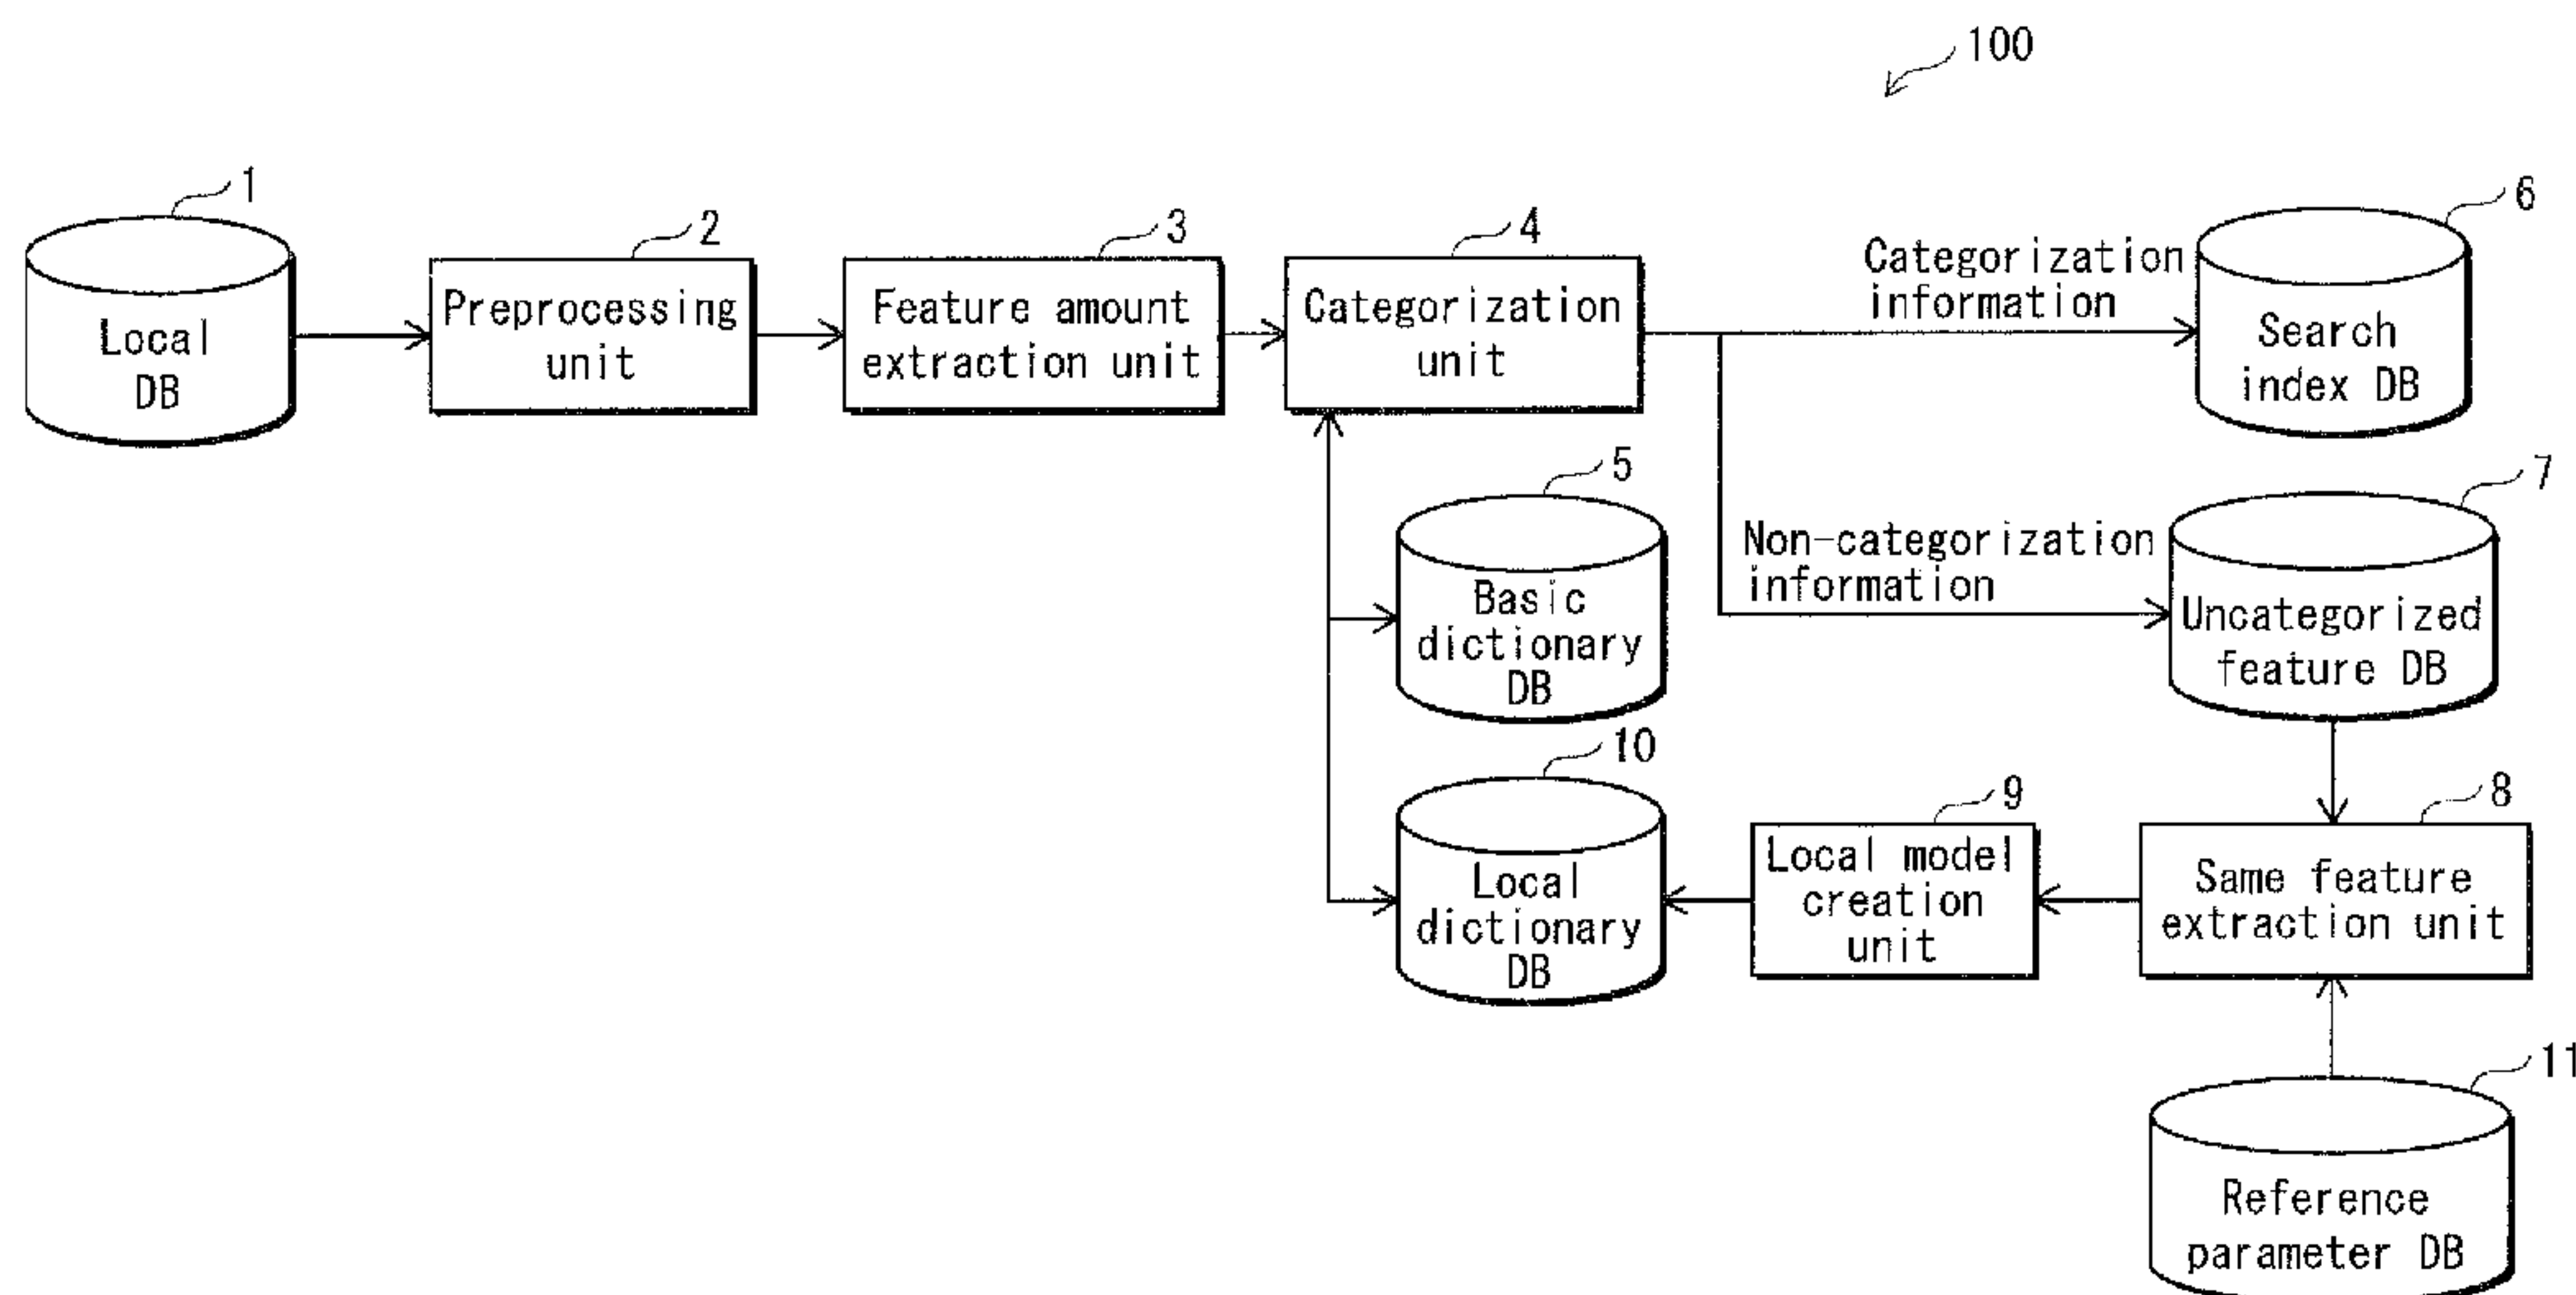 100
1
Local
DB
2
Preprocessing
unit
3
Feature amount
extraction unit
4
Categorization
unit
Categorization
information
6
Search
index DB
5
Basic
dictionary
DB
Non-categorization
information
7
Uncategorized
feature DB
10
Local
dictionary
DB
9
Local model
creation
unit
8
Same feature
extraction unit
11
Reference
parameter DB